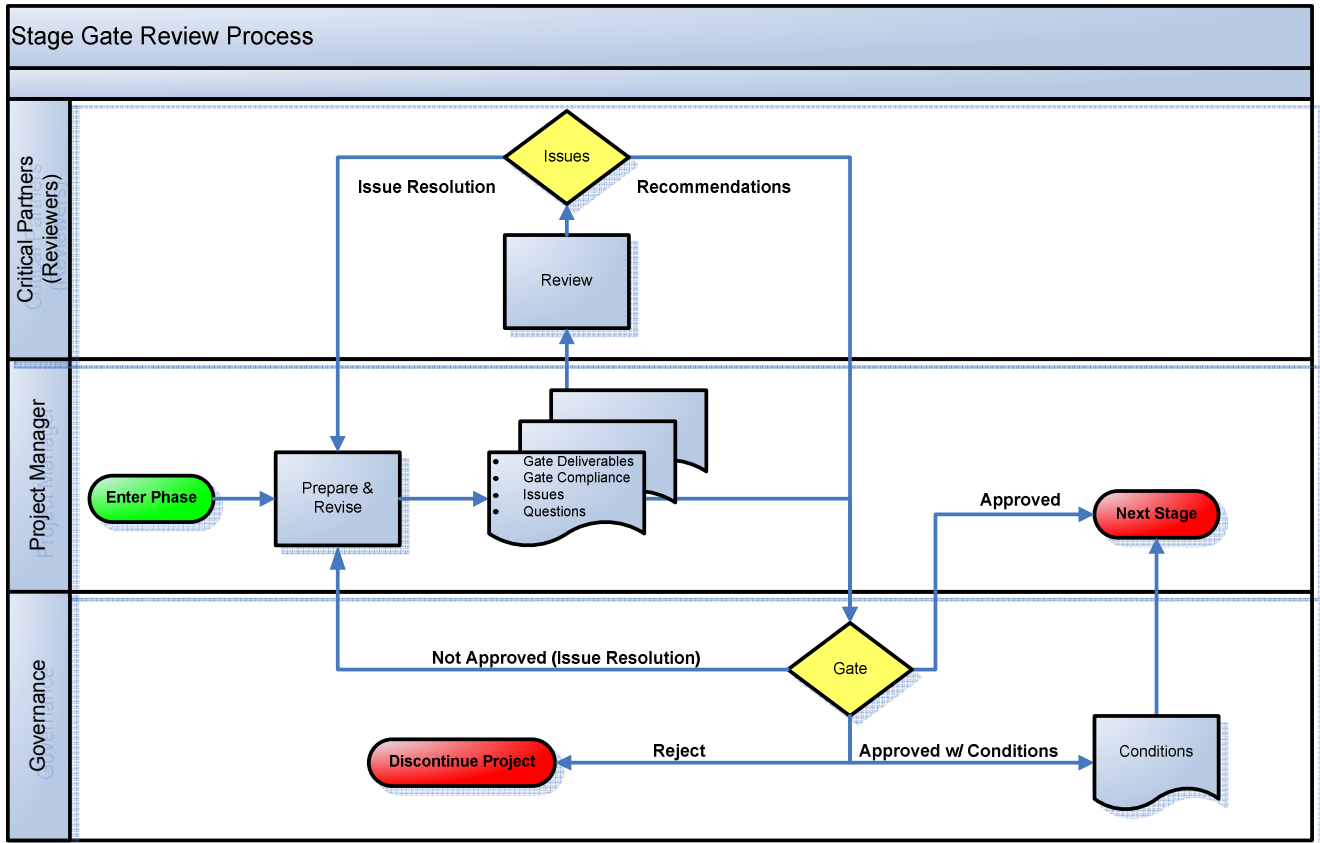 Stage Gate Review Process
Critical Partners
(Reviewers)
Issues
Issue Resolution
Recommendations
Review
Project Manager
Enter Phase
Prepare &
Revise
• Gate Deliverables
• Gate Compliance
• Issues
• Questions
Approved
Next Stage
Governance
Not Approved (Issue Resolution)
Gate
Discontinue Project
Reject
Approved w/ Conditions
Conditions